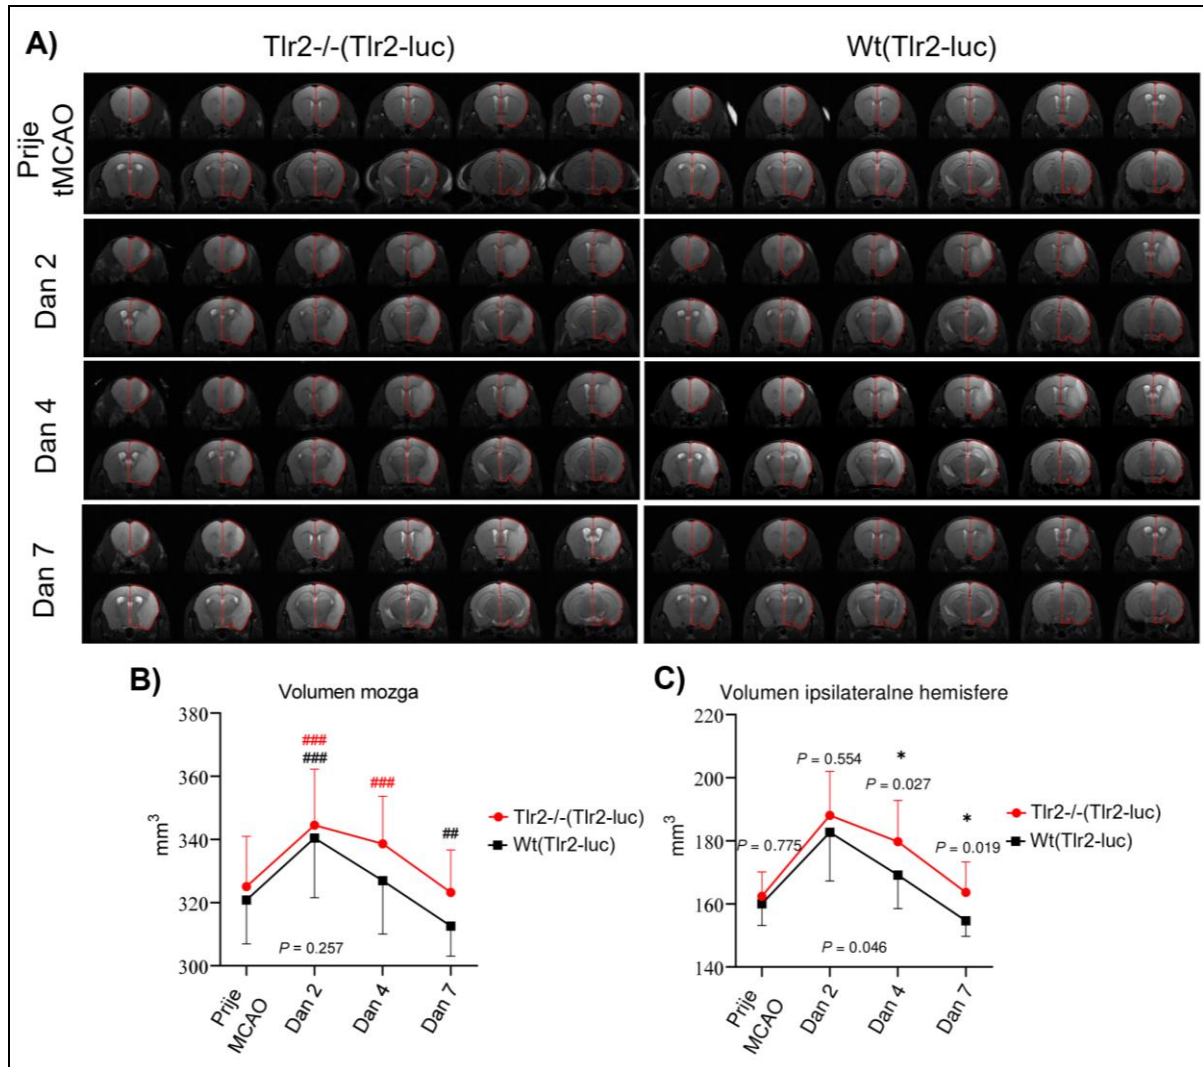 A)
Tlr2-/-(Tlr2-luc)
Wt(Tlr2-luc)
Prije
tMCAO
Dan 2
Dan 4
Dan 7
B)
Volumen mozga
380
360
340
320
300
mm³
###
###
###
##
P = 0.257
Prije
MCAO
Dan 2
Dan 4
Dan 7
Tlr2-/-(Tlr2-luc)
Wt(Tlr2-luc)
C)
Volumen ipsilateralne hemisfere
220
200
180
160
140
mm³
P = 0.775
P = 0.554
*
P = 0.027
*
P = 0.019
P = 0.046
Prije
MCAO
Dan 2
Dan 4
Dan 7
Tlr2-/-(Tlr2-luc)
Wt(Tlr2-luc)